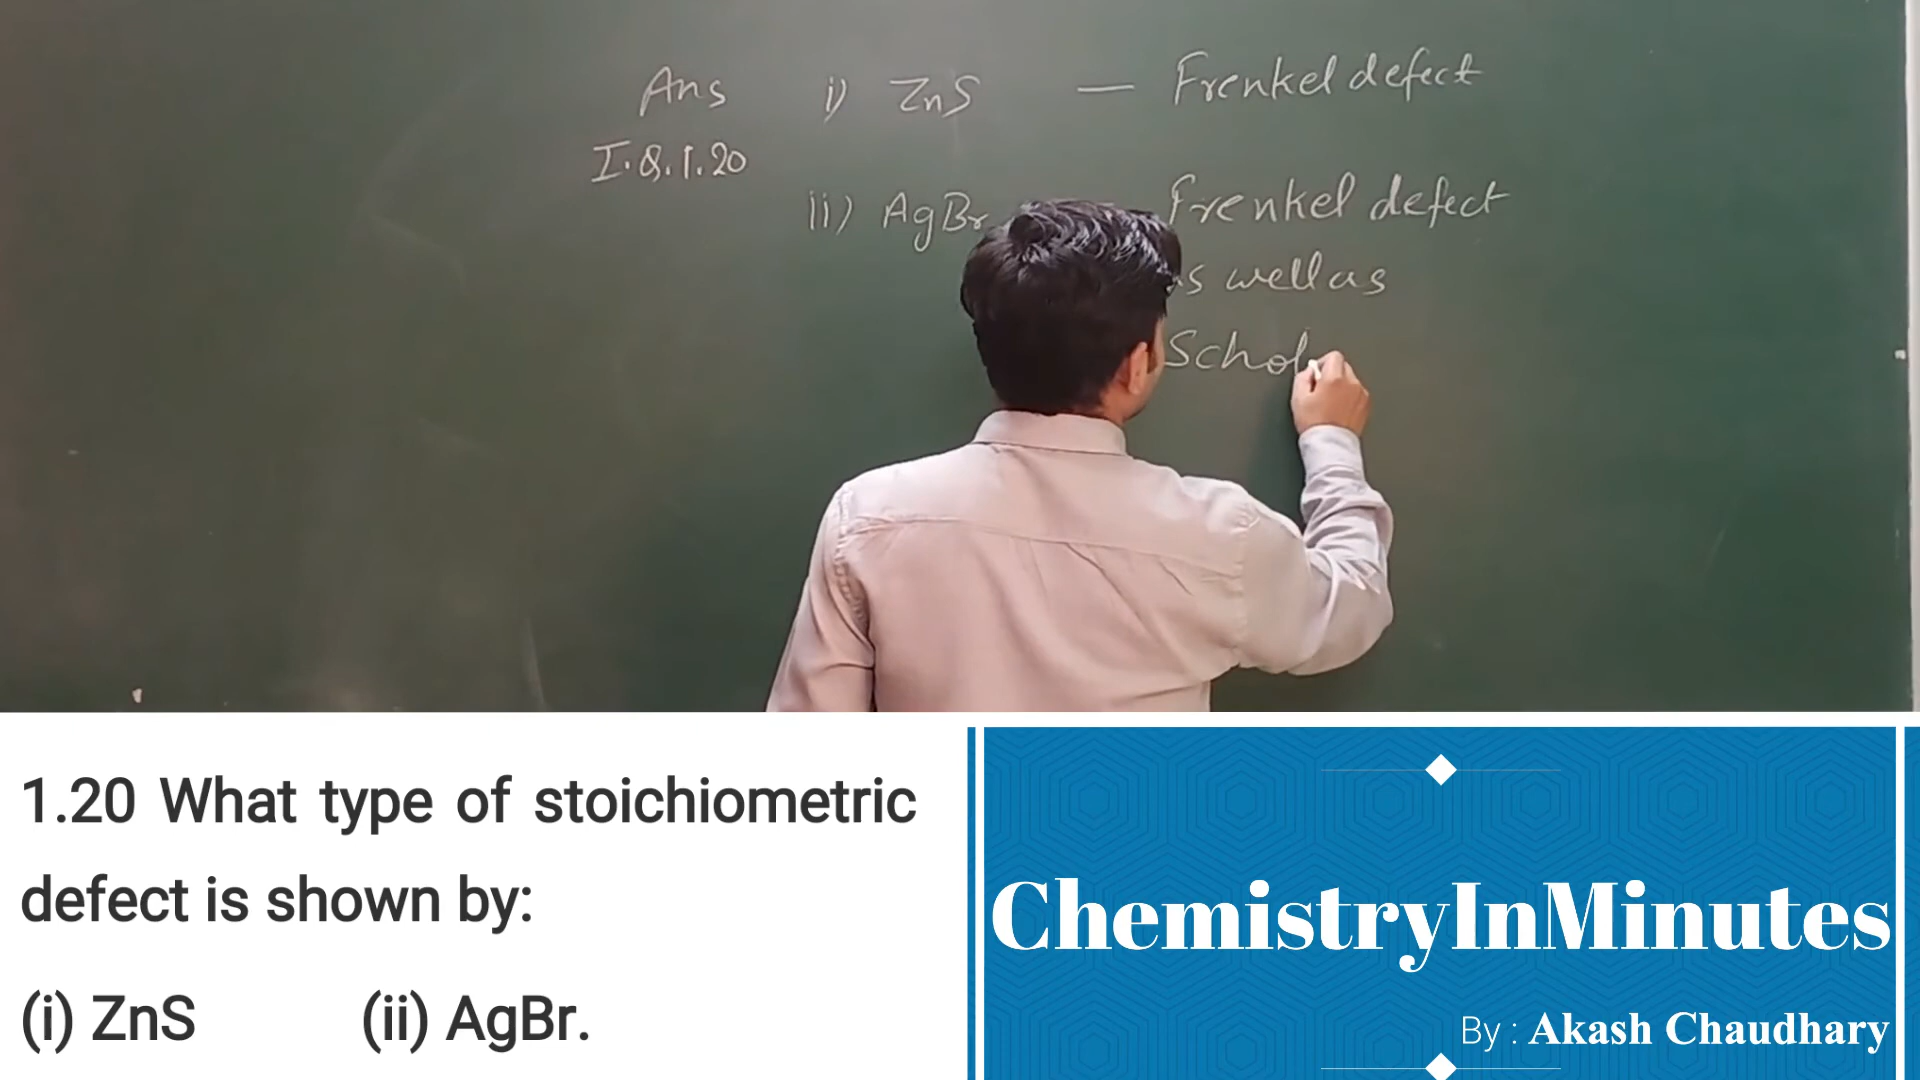 Ans i) ZnS — Frenkel defect
I.Q.1.20
ii) AgBr Frenkel defect
as well as
Schot
1.20 What type of stoichiometric
defect is shown by:
(i) ZnS (ii) AgBr.
ChemistryInMinutes
By : Akash Chaudhary